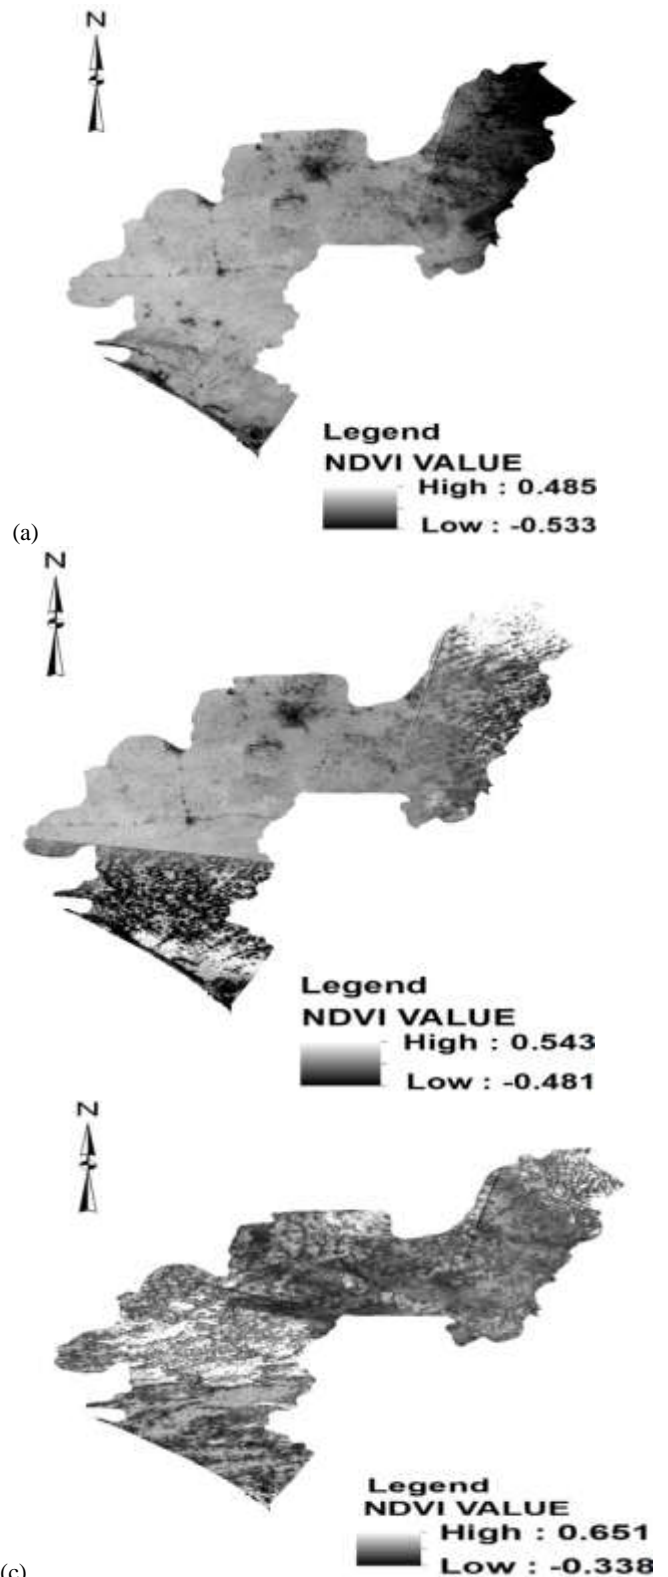 N
Legend
NDVI VALUE
High : 0.485
Low : -0.533
(a)
N
Legend
NDVI VALUE
High : 0.543
Low : -0.481
N
Legend
NDVI VALUE
High : 0.651
Low : -0.338
(c)